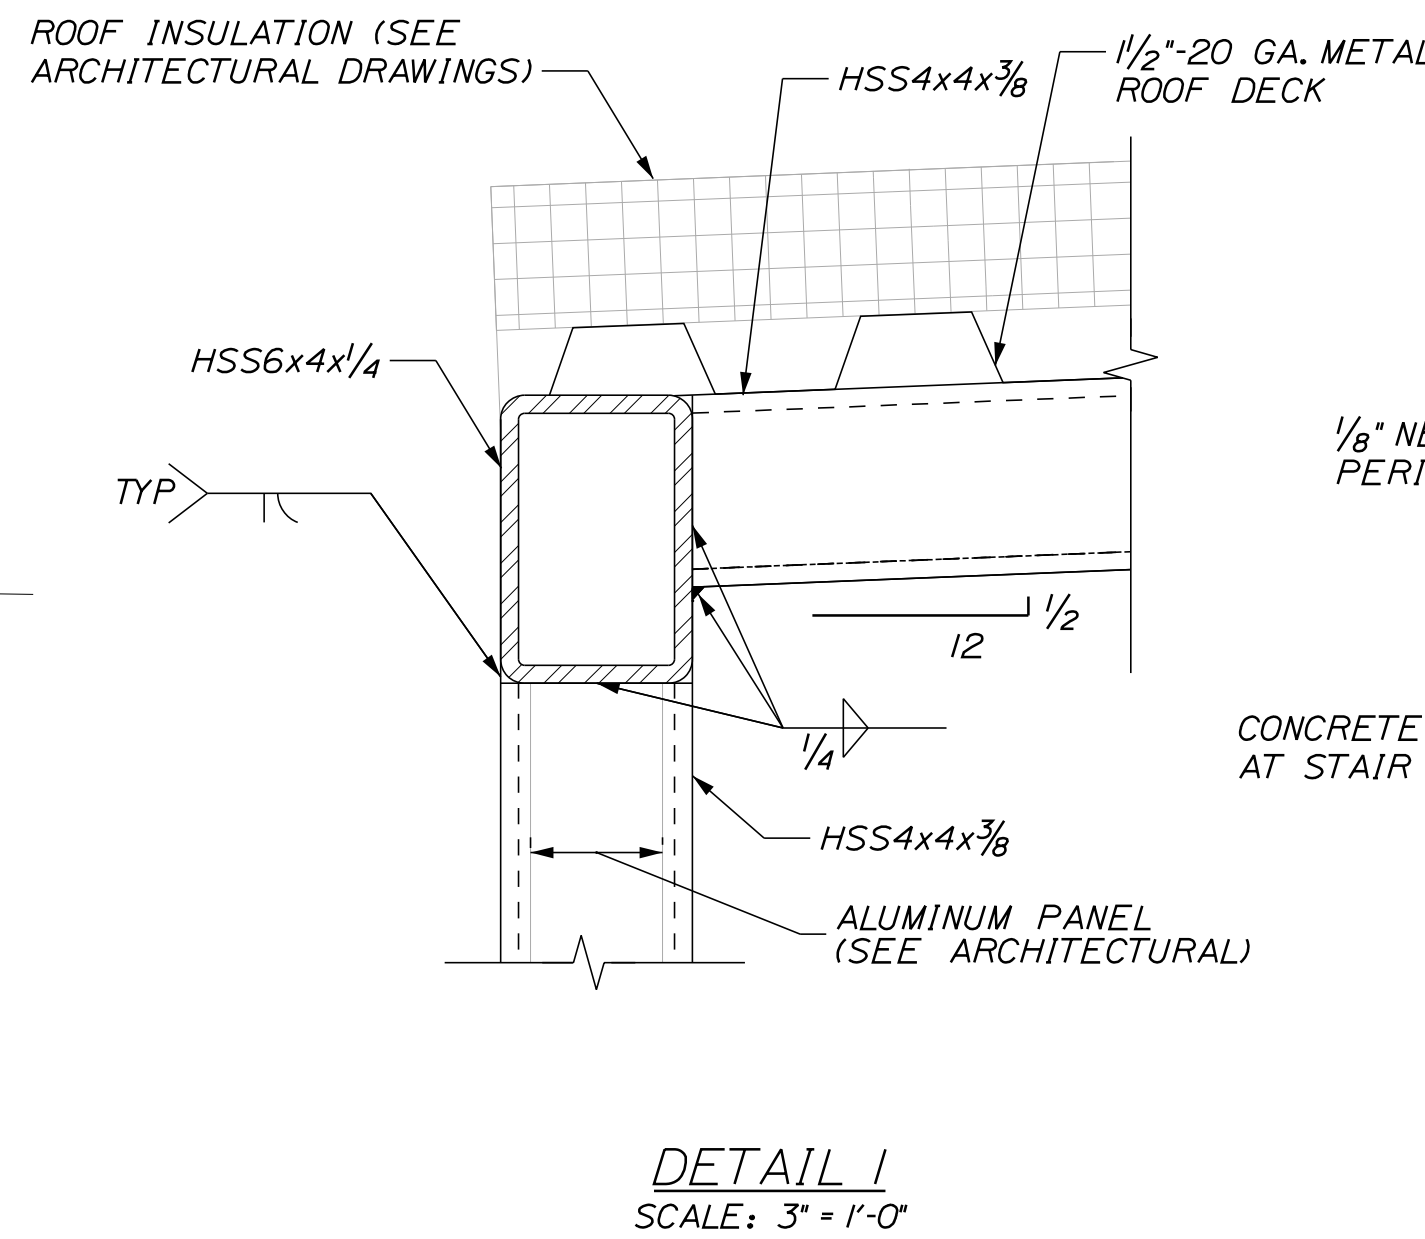 ROOF INSULATION (SEE
ARCHITECTURAL DRAWINGS)
HSS4x4x3/8
1 1/2"-20 GA. METAL
ROOF DECK
HSS6x4x1/4
TYP
1/8"
1/2
12
CONCRETE
AT STAIR
1/4
HSS4x4x3/8
ALUMINUM PANEL
(SEE ARCHITECTURAL)
DETAIL 1
SCALE: 3" = 1'-0"